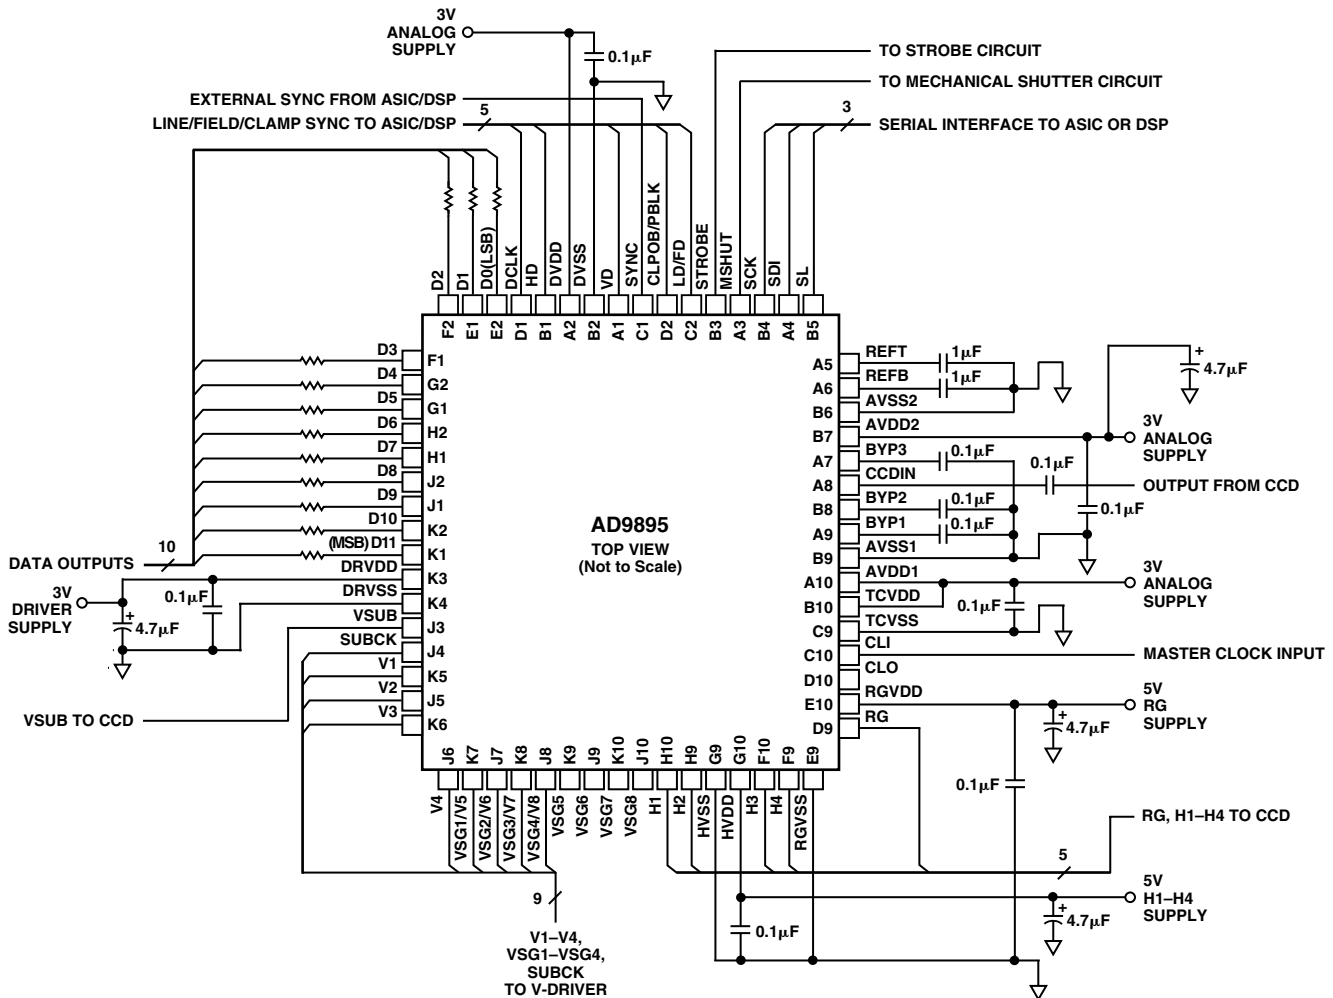 3V
ANALOG
SUPPLY
0.1μF
TO STROBE CIRCUIT
TO MECHANICAL SHUTTER CIRCUIT
EXTERNAL SYNC FROM ASIC/DSP
LINE/FIELD/CLAMP SYNC TO ASIC/DSP
5
3
SERIAL INTERFACE TO ASIC OR DSP
D2
D1
D0(LSB)
DCLK
HD
DVDD
DVSS
VD
SYNC
CLPOB/PBLK
LD/FD
STROBE
MSHUT
SCK
SDI
SL
F2
E1
E2
D1
B1
A2
B2
A1
C1
D2
C2
B3
A3
B4
A4
B5
D3
F1
D4
G2
D5
G1
D6
H2
D7
H1
D8
J2
D9
J1
D10
K2
(MSB) D11
K1
DRVDD
K3
DRVSS
K4
VSUB
J3
SUBCK
J4
V1
K5
V2
J5
V3
K6
DATA OUTPUTS
10
3V
DRIVER
SUPPLY
0.1μF
+
4.7μF
VSUB TO CCD
AD9895
TOP VIEW
(Not to Scale)
A5
REFT
1μF
A6
REFB
1μF
B6
AVSS2
B7
AVDD2
A7
BYP3
0.1μF
A8
CCDIN
0.1μF
B8
BYP2
0.1μF
A9
BYP1
0.1μF
B9
AVSS1
A10
AVDD1
B10
TCVDD
C9
TCVSS
C10
CLI
D10
CLO
E10
RGVDD
D9
RG
+
4.7μF
3V
ANALOG
SUPPLY
OUTPUT FROM CCD
0.1μF
3V
ANALOG
SUPPLY
0.1μF
MASTER CLOCK INPUT
5V
RG
SUPPLY
+
4.7μF
0.1μF
J6
K7
J7
K8
J8
K9
J9
K10
J10
H10
H9
G9
G10
F10
F9
E9
V4
VSG1/V5
VSG2/V6
VSG3/V7
VSG4/V8
VSG5
VSG6
VSG7
VSG8
H1
H2
HVSS
HVDD
H3
H4
RGVSS
RG, H1–H4 TO CCD
5
5V
H1–H4
SUPPLY
+
4.7μF
0.1μF
9
V1–V4,
VSG1–VSG4,
SUBCK
TO V-DRIVER